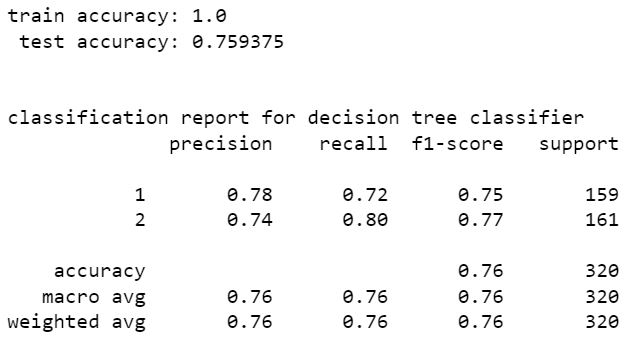 train accuracy: 1.0
test accuracy: 0.759375
classification report for decision tree classifier
precision recall f1-score support
1 0.78 0.72 0.75 159
2 0.74 0.80 0.77 161
accuracy 0.76 320
macro avg 0.76 0.76 0.76 320
weighted avg 0.76 0.76 0.76 320